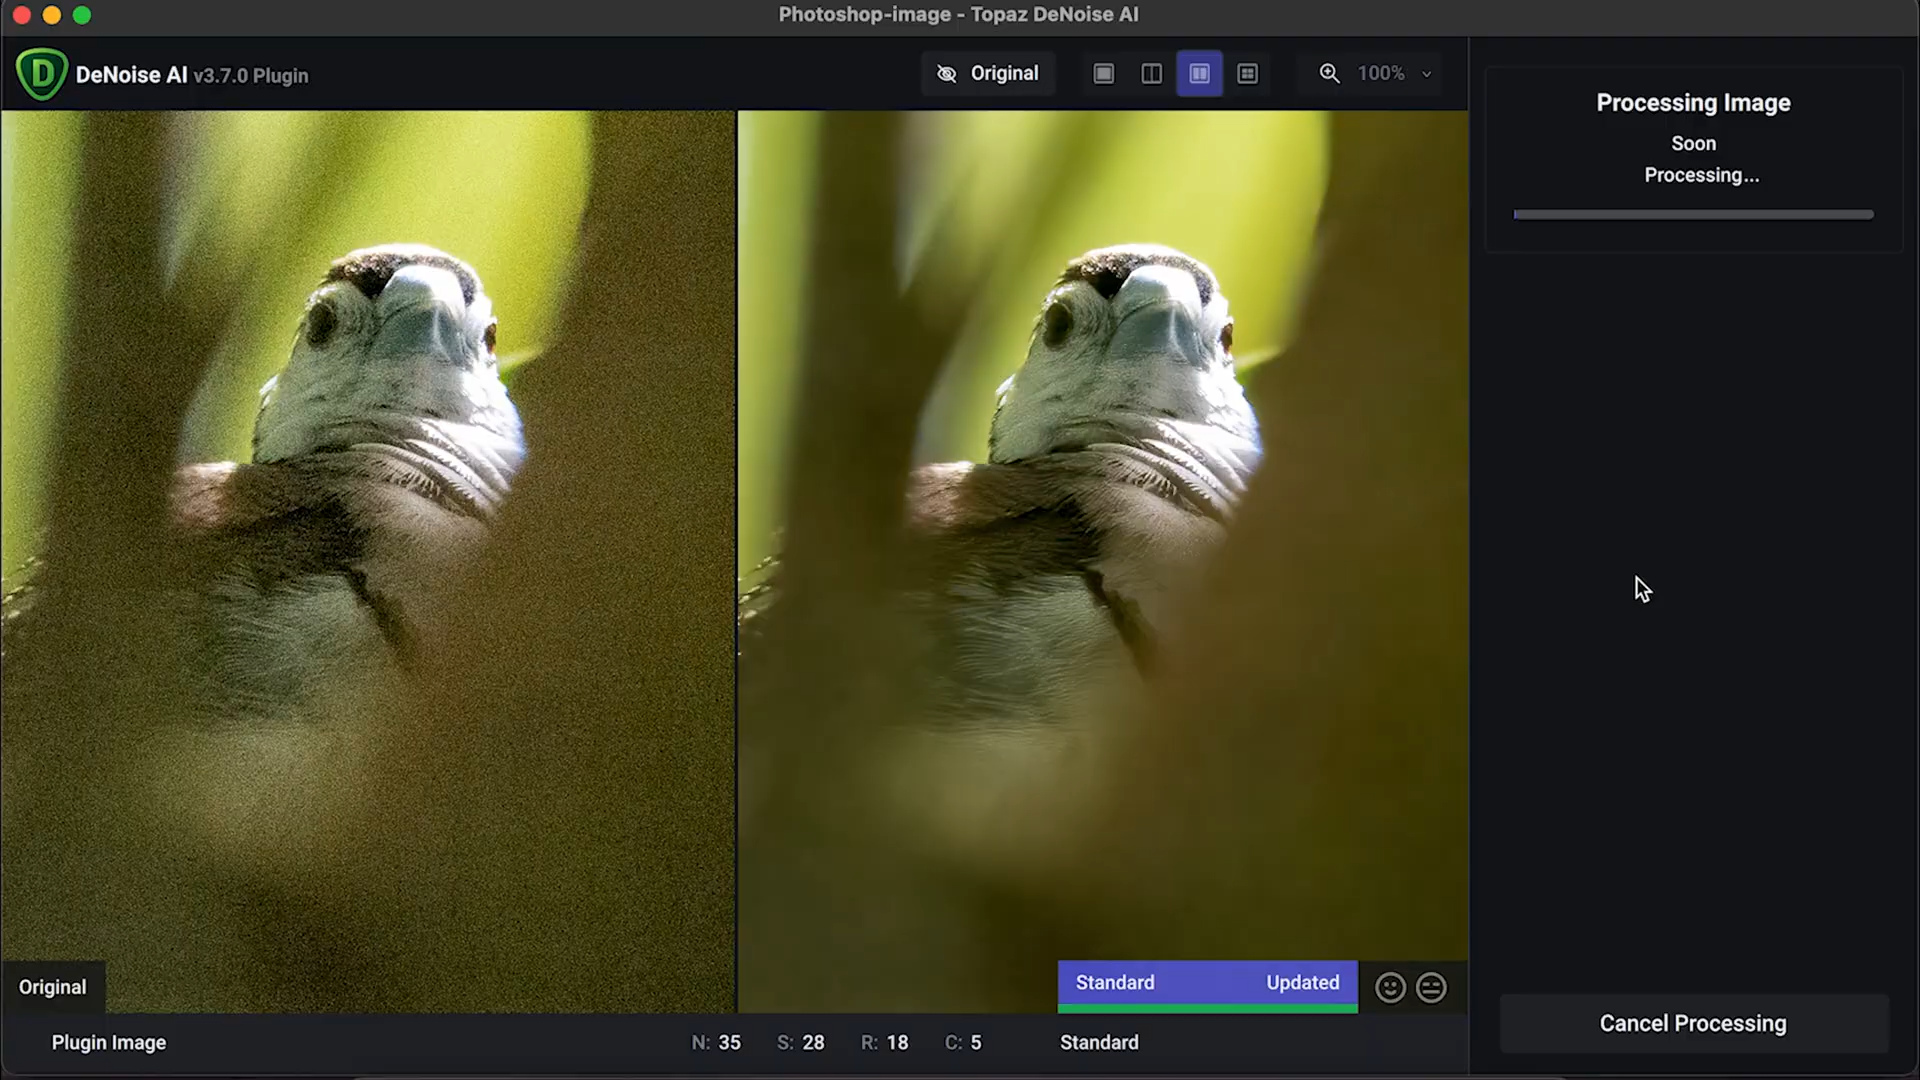 Photoshop-image - Topaz DeNoise AI
D DeNoise AI v3.7.0 Plugin
Original
100%
Processing Image
Soon
Processing...
Original
Standard Updated
Cancel Processing
Plugin Image
N: 35 S: 28 R: 18 C: 5
Standard